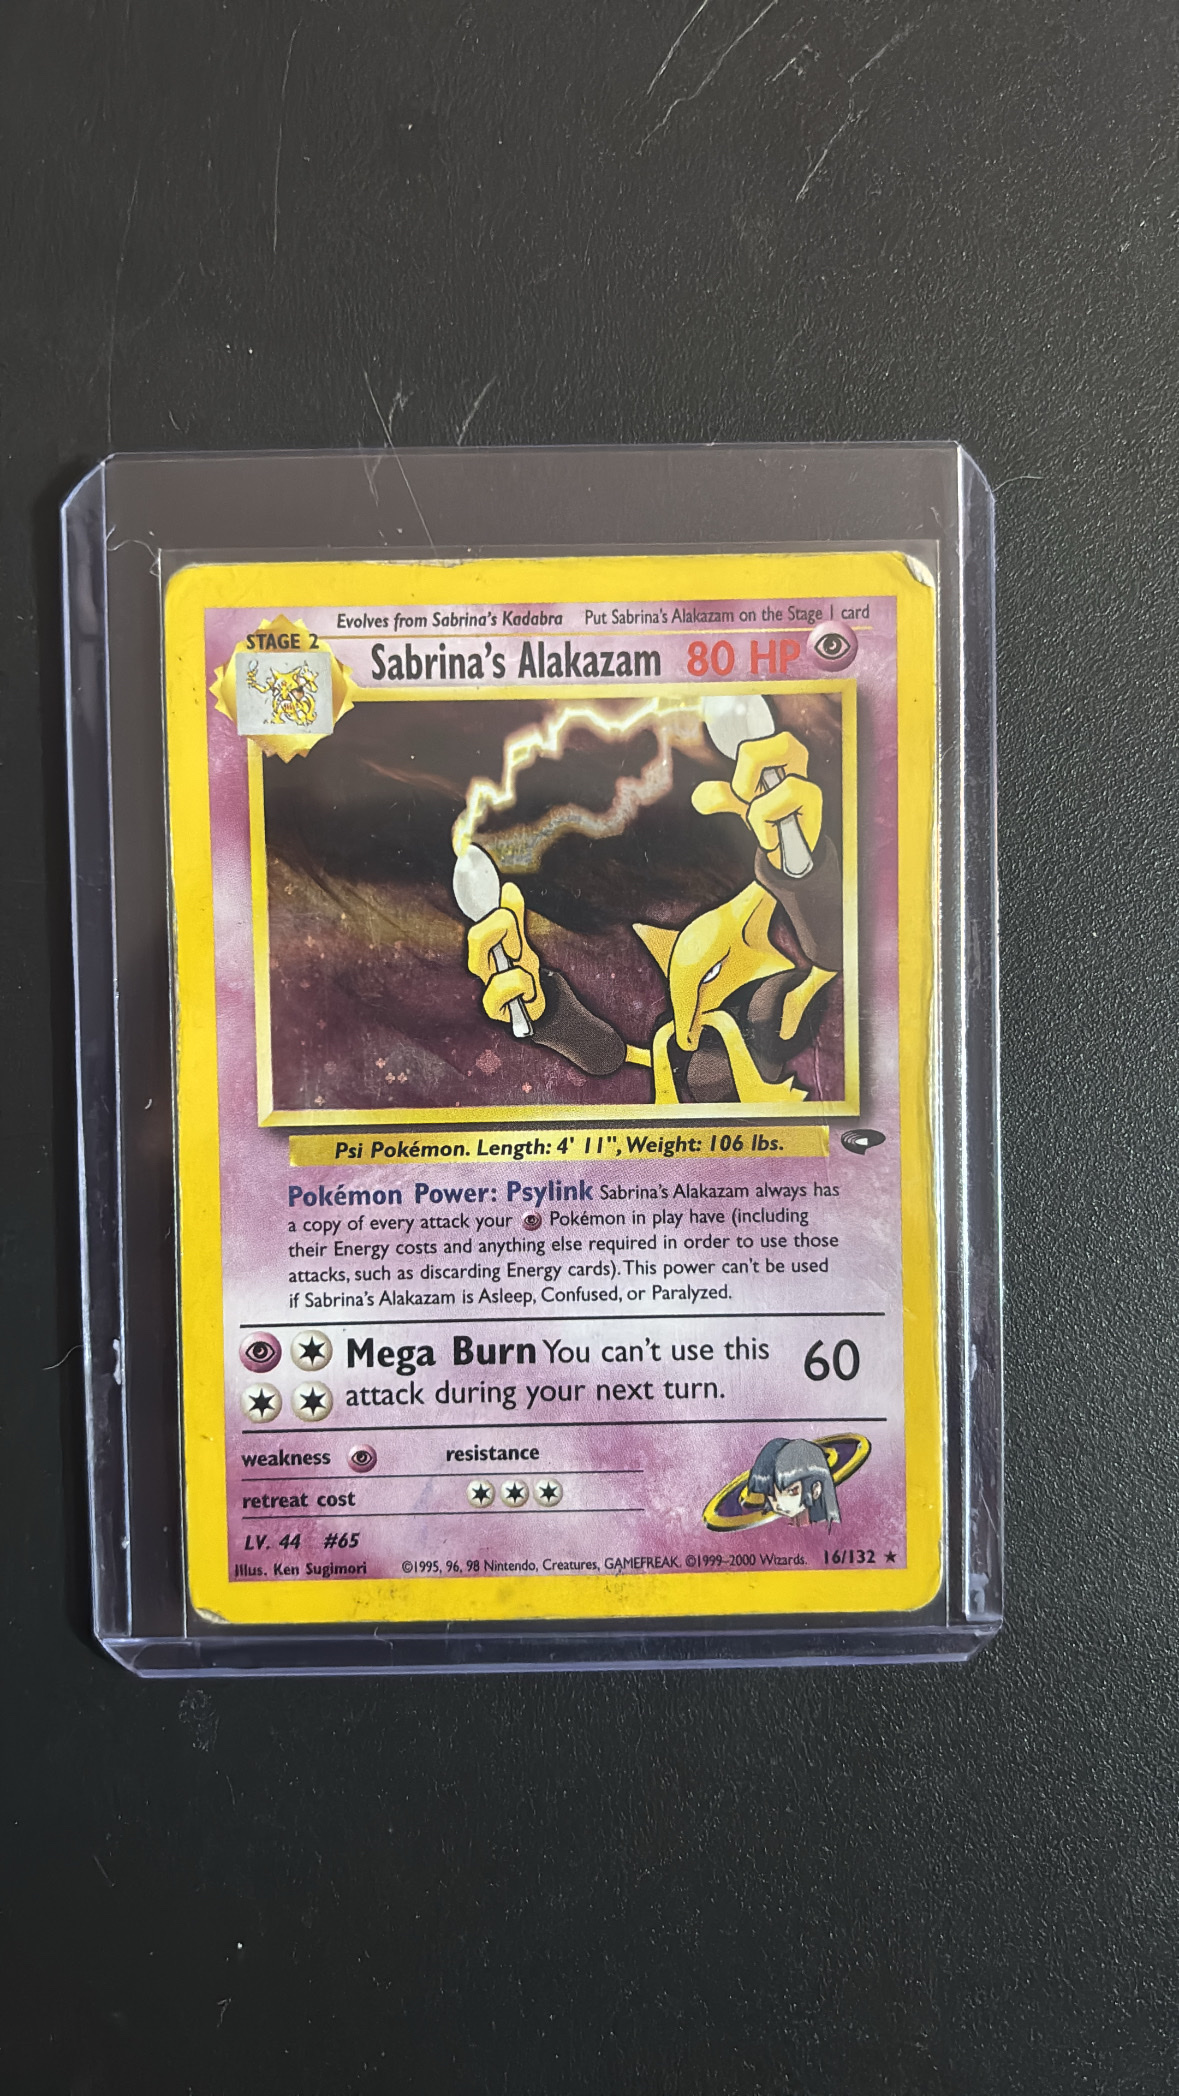 Evolves from Sabrina's Kadabra Put Sabrina's Alakazam on the Stage 1 card
STAGE 2
Sabrina's Alakazam 80 HP
Psi Pokémon. Length: 4' 11", Weight: 106 lbs.
Pokémon Power: Psylink Sabrina's Alakazam always has
a copy of every attack your Pokémon in play have (including
their Energy costs and anything else required in order to use those
attacks, such as discarding Energy cards). This power can't be used
if Sabrina's Alakazam is Asleep, Confused, or Paralyzed.
Mega Burn You can't use this 60
attack during your next turn.
weakness resistance
retreat cost
LV. 44 #65
Illus. Ken Sugimori ©1995, 96, 98 Nintendo, Creatures, GAMEFREAK. ©1999-2000 Wizards. 16/132 ★